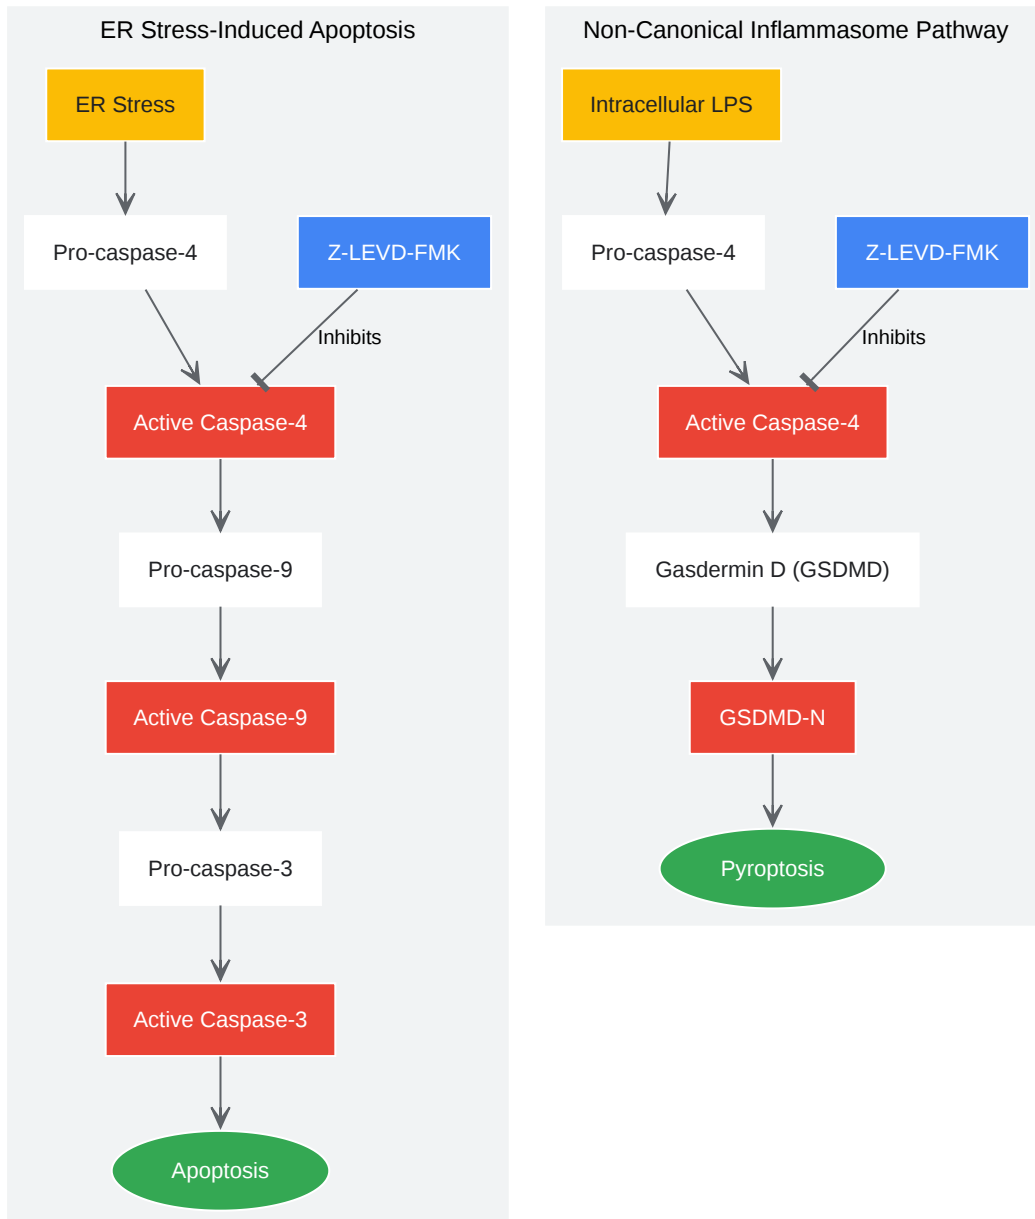 ER Stress-Induced Apoptosis
ER Stress
Pro-caspase-4
Z-LEVD-FMK
Inhibits
Active Caspase-4
Pro-caspase-9
Active Caspase-9
Pro-caspase-3
Active Caspase-3
Apoptosis
Non-Canonical Inflammasome Pathway
Intracellular LPS
Pro-caspase-4
Z-LEVD-FMK
Inhibits
Active Caspase-4
Gasdermin D (GSDMD)
GSDMD-N
Pyroptosis